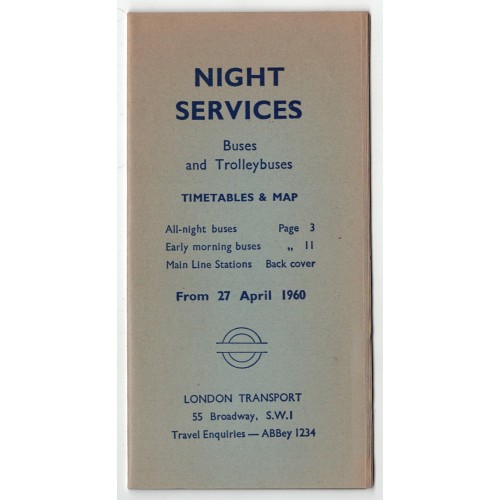 NIGHT
SERVICES
Buses
and Trolleybuses
TIMETABLES & MAP
All-night buses Page 3
Early morning buses „ 11
Main Line Stations Back cover
From 27 April 1960
LONDON TRANSPORT
55 Broadway, S.W.1
Travel Enquiries — ABBey 1234